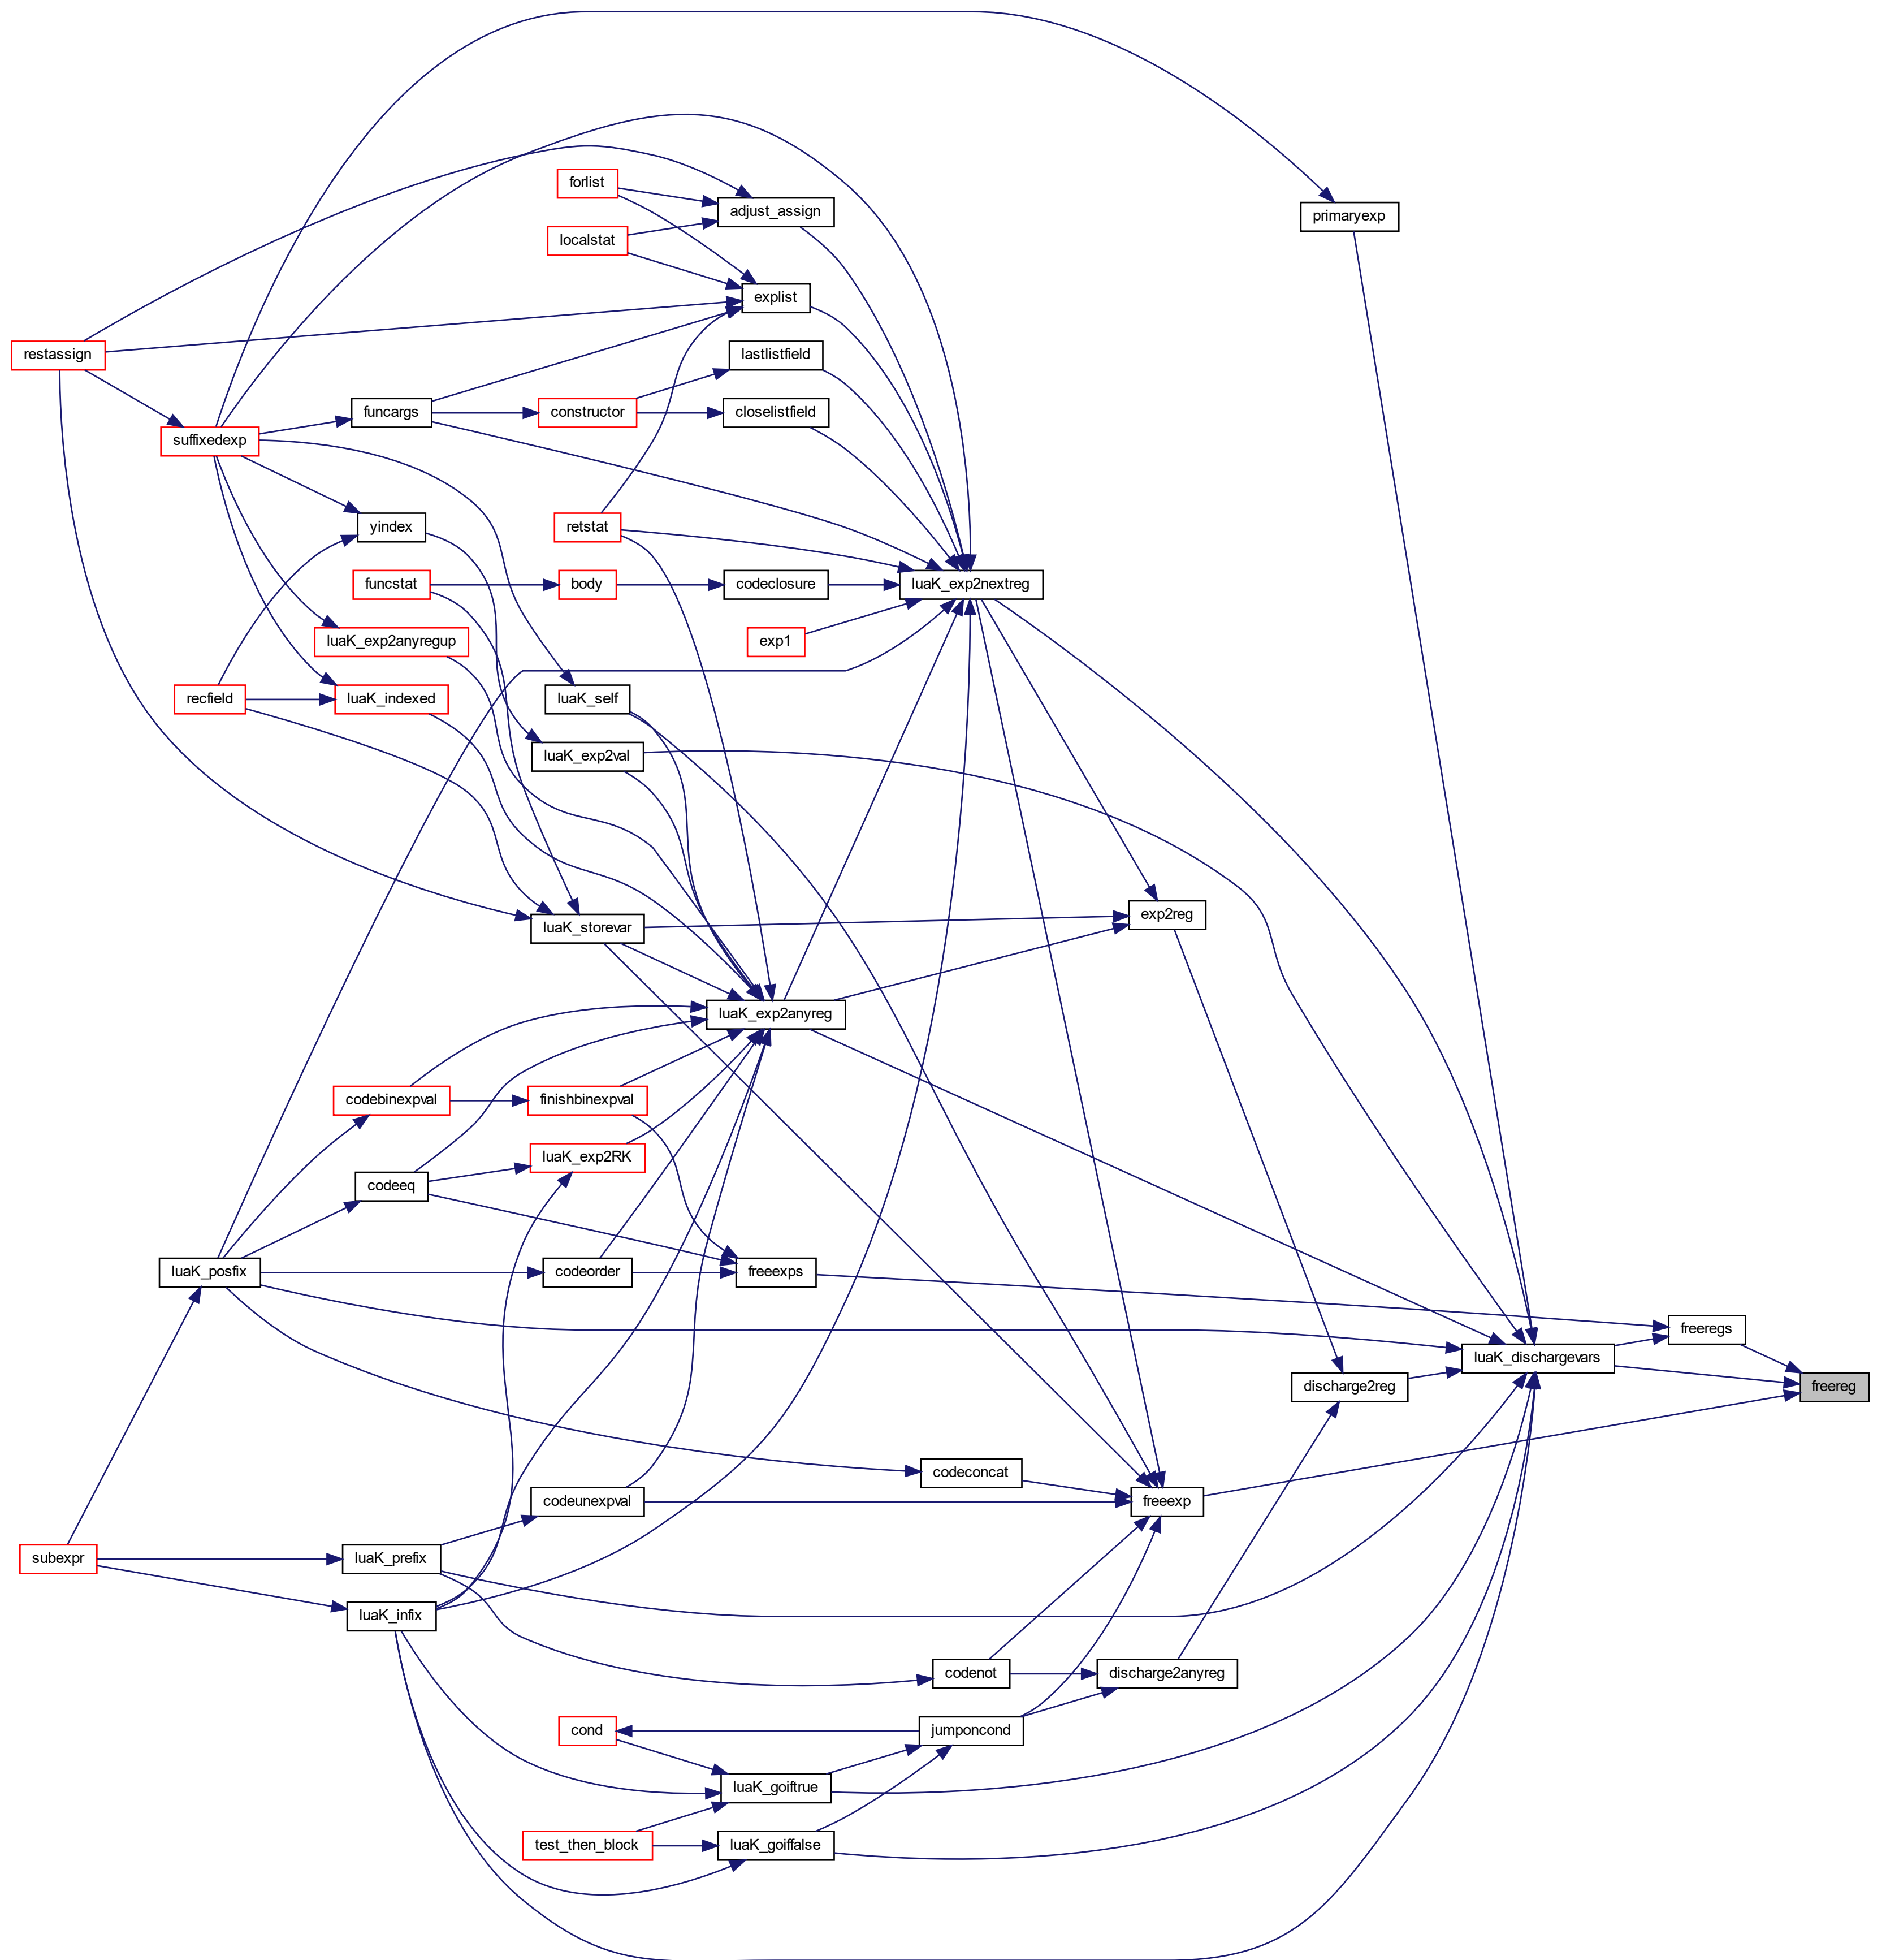 forlist
adjust_assign
primaryexp
localstat
explist
restassign
lastlistfield
funcargs
constructor
closelistfield
suffixedexp
yindex
retstat
funcstat
body
codeclosure
luaK_exp2nextreg
luaK_exp2anyregup
exp1
recfield
luaK_indexed
luaK_self
luaK_exp2val
luaK_storevar
exp2reg
luaK_exp2anyreg
codebinexpval
finishbinexpval
luaK_exp2RK
codeeq
luaK_posfix
codeorder
freeexps
freeregs
luaK_dischargevars
discharge2reg
freereg
codeconcat
codeunexpval
freeexp
subexpr
luaK_prefix
luaK_infix
codenot
discharge2anyreg
cond
jumponcond
luaK_goiftrue
test_then_block
luaK_goiffalse